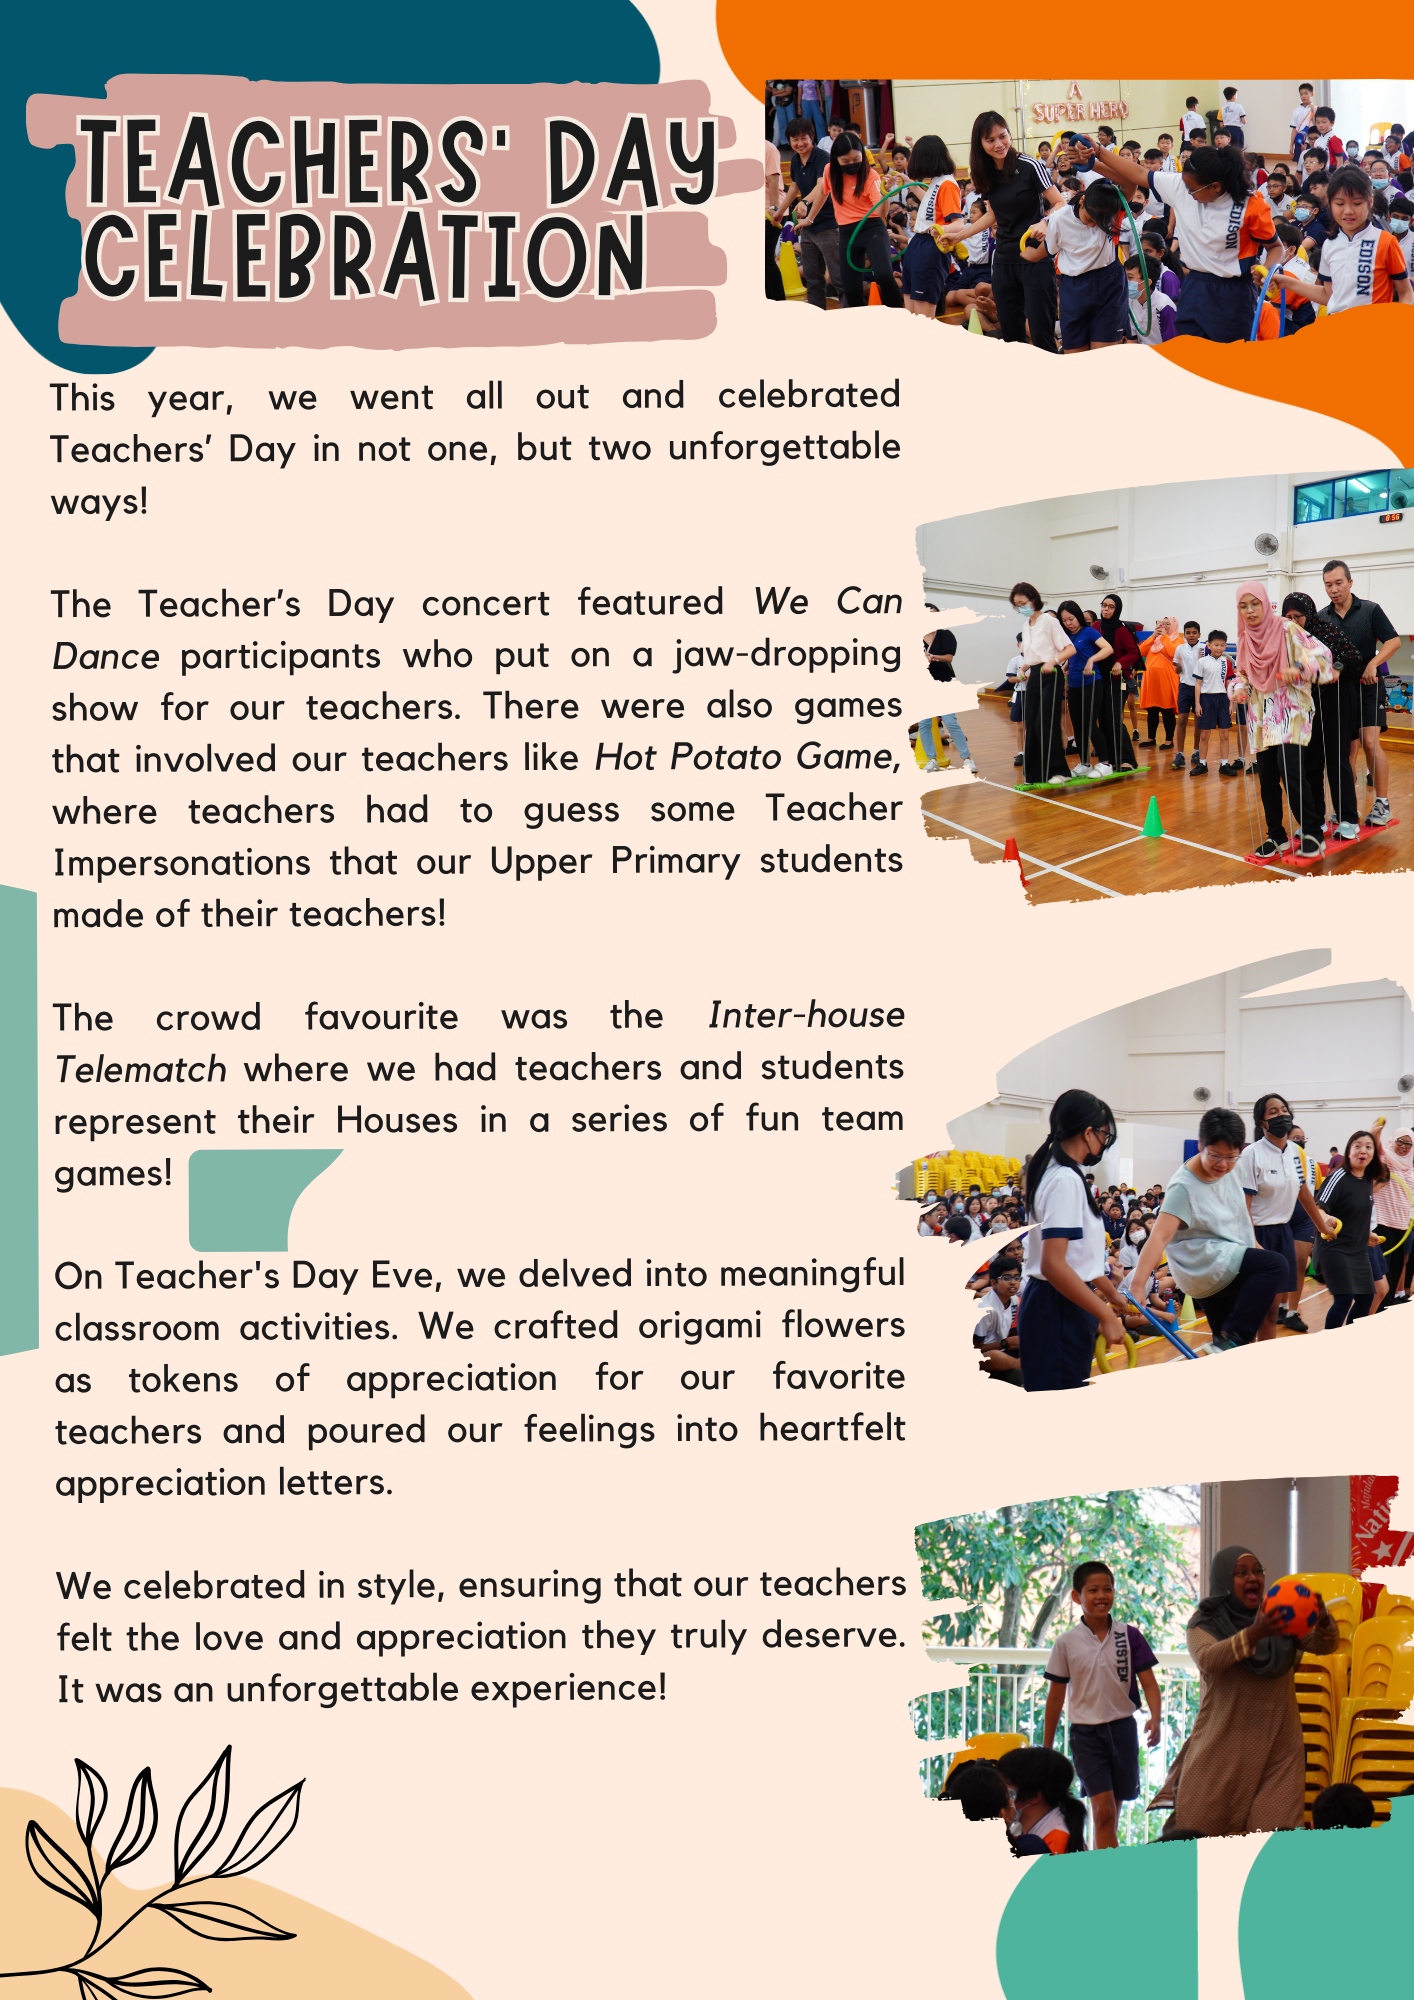 TEACHERS' DAY
CELEBRATION
A
SUPER HERO
EDISON
EDISON
EDISON
This year, we went all out and celebrated
Teachers’ Day in not one, but two unforgettable
ways!
8:56
The Teacher’s Day concert featured We Can
Dance participants who put on a jaw-dropping
show for our teachers. There were also games
that involved our teachers like Hot Potato Game,
where teachers had to guess some Teacher
Impersonations that our Upper Primary students
made of their teachers!
The crowd favourite was the Inter-house
Telematch where we had teachers and students
represent their Houses in a series of fun team
games!
On Teacher's Day Eve, we delved into meaningful
classroom activities. We crafted origami flowers
as tokens of appreciation for our favorite
teachers and poured our feelings into heartfelt
appreciation letters.
We celebrated in style, ensuring that our teachers
felt the love and appreciation they truly deserve.
It was an unforgettable experience!
AUSTEN